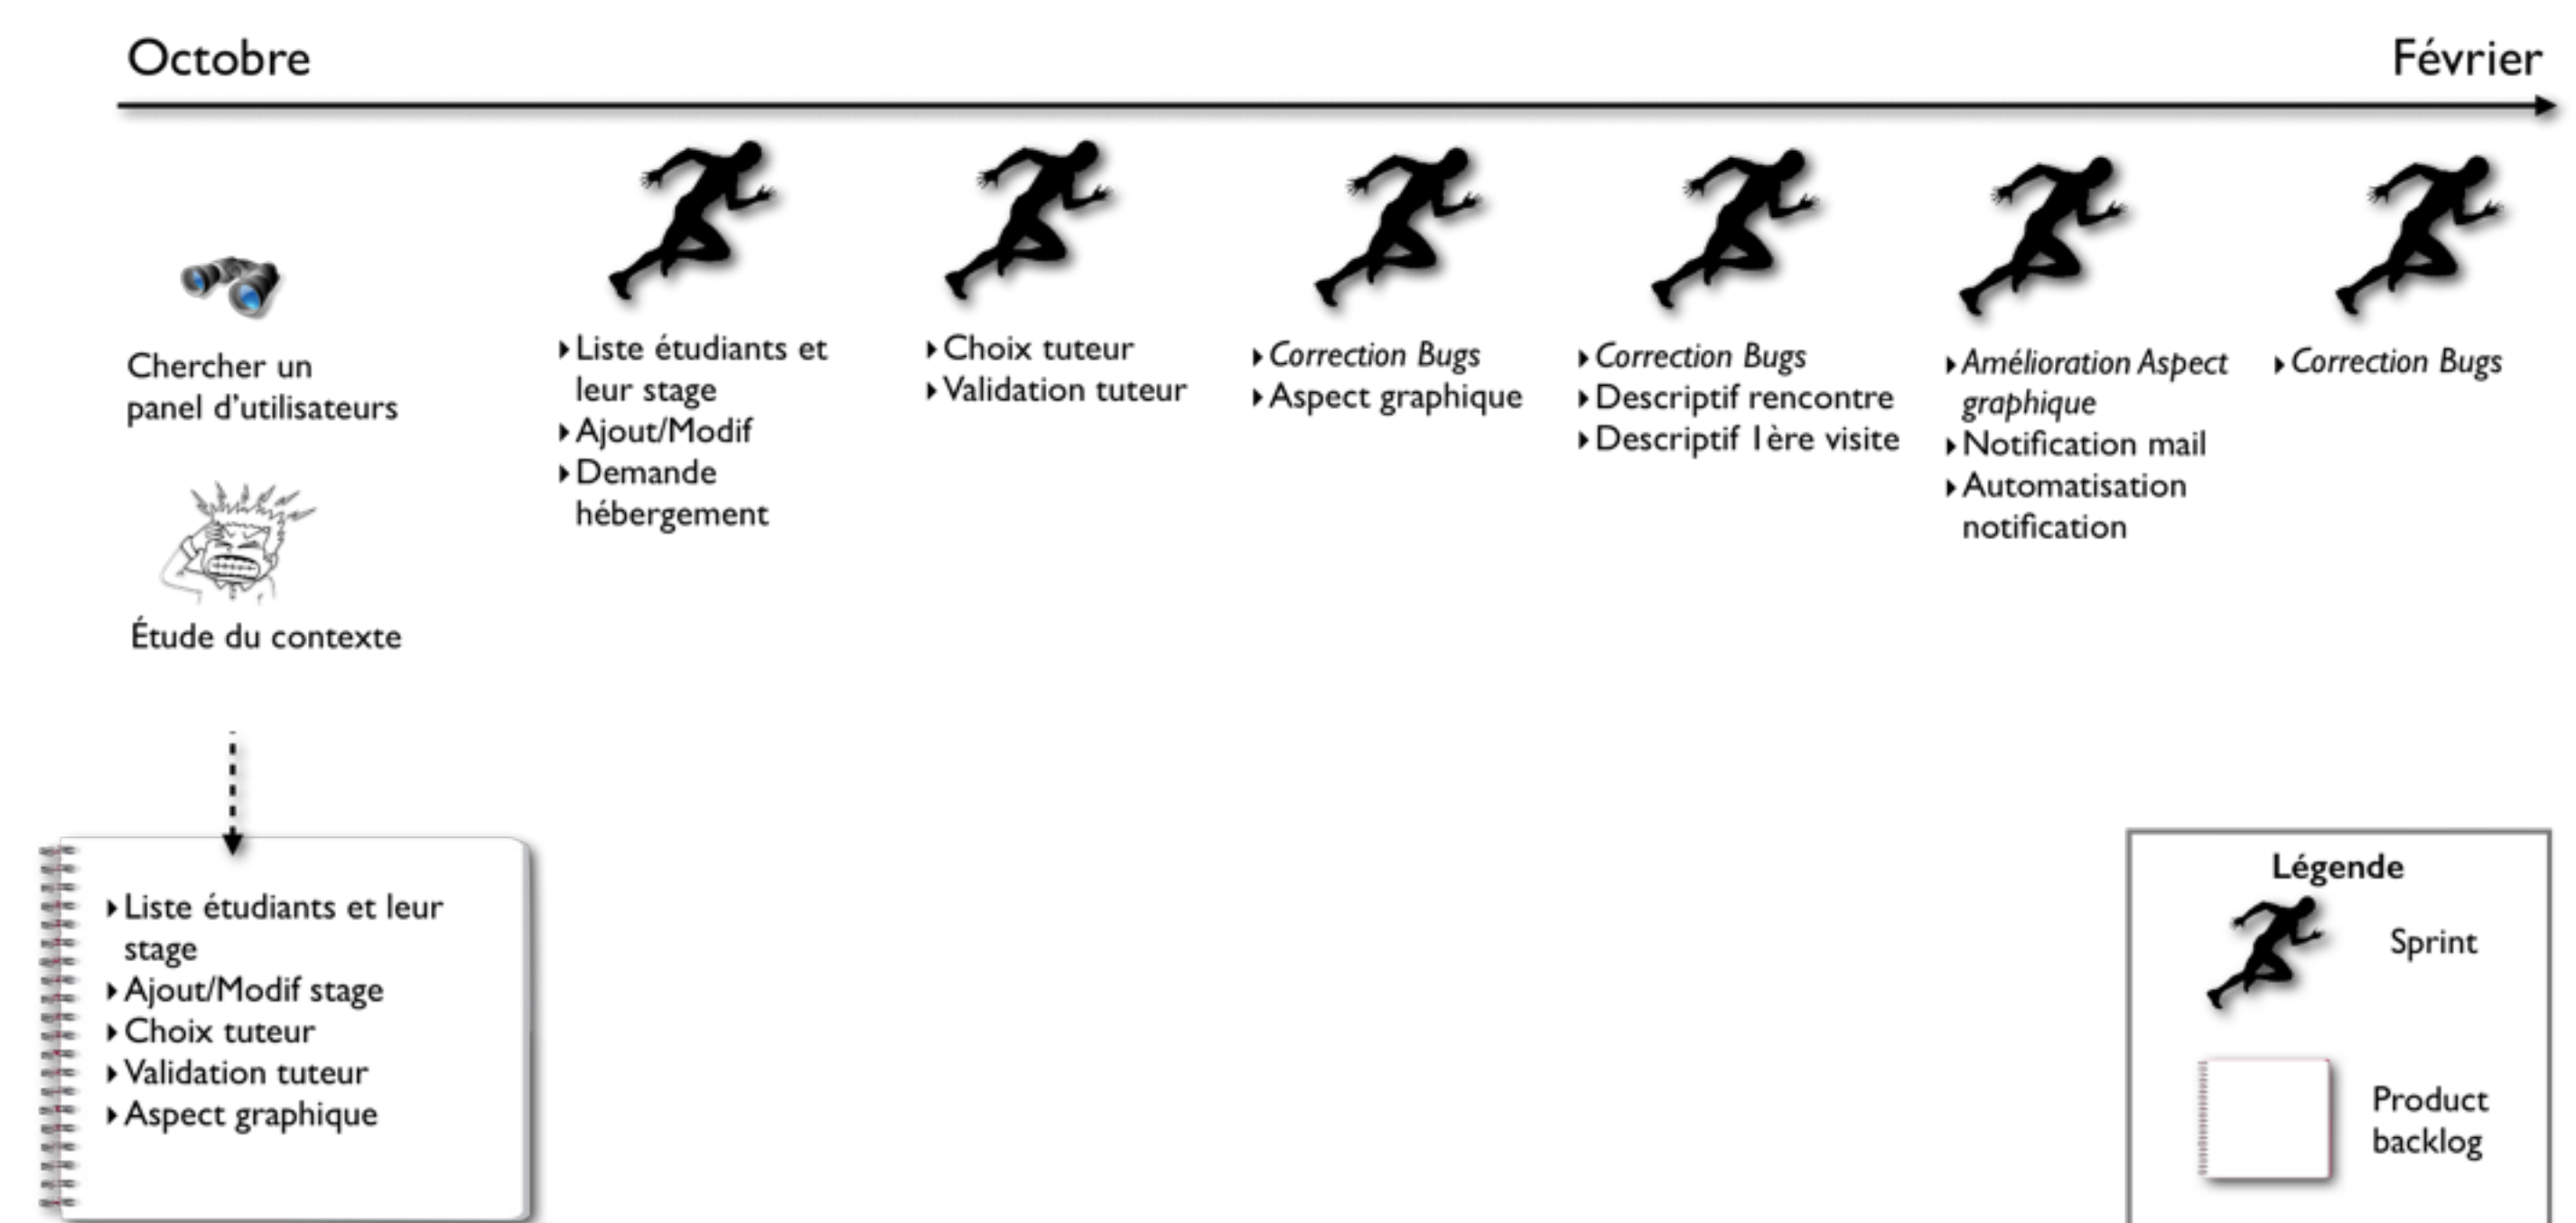 Octobre
Février
Chercher un
panel d'utilisateurs
Étude du contexte
Liste étudiants et
leur stage
Ajout/Modif
Demande
hébergement
Choix tuteur
Validation tuteur
Correction Bugs
Aspect graphique
Correction Bugs
Descriptif rencontre
Descriptif 1ère visite
Amélioration Aspect
graphique
Notification mail
Automatisation
notification
Correction Bugs
Liste étudiants et leur
stage
Ajout/Modif stage
Choix tuteur
Validation tuteur
Aspect graphique
Légende
Sprint
Product
backlog